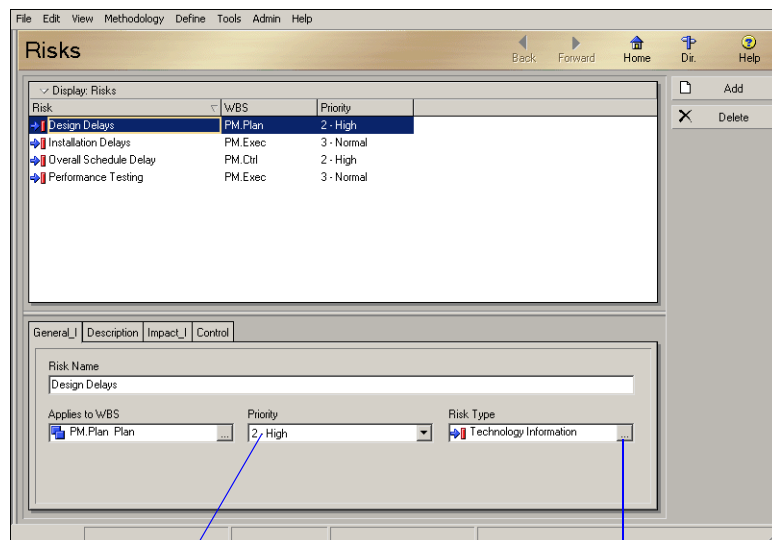 File Edit View Methodology Define Tools Admin Help
Risks
Back Forward Home Dir. Help
Display: Risks
Add
Risk WBS Priority
Delete
Design Delays PM.Plan 2 - High
Installation Delays PM.Exec 3 - Normal
Overall Schedule Delay PM.Ctrl 2 - High
Performance Testing PM.Exec 3 - Normal
General_I Description Impact_I Control
Risk Name
Design Delays
Applies to WBS Priority Risk Type
PM.Plan Plan ... 2 - High Technology Information ...